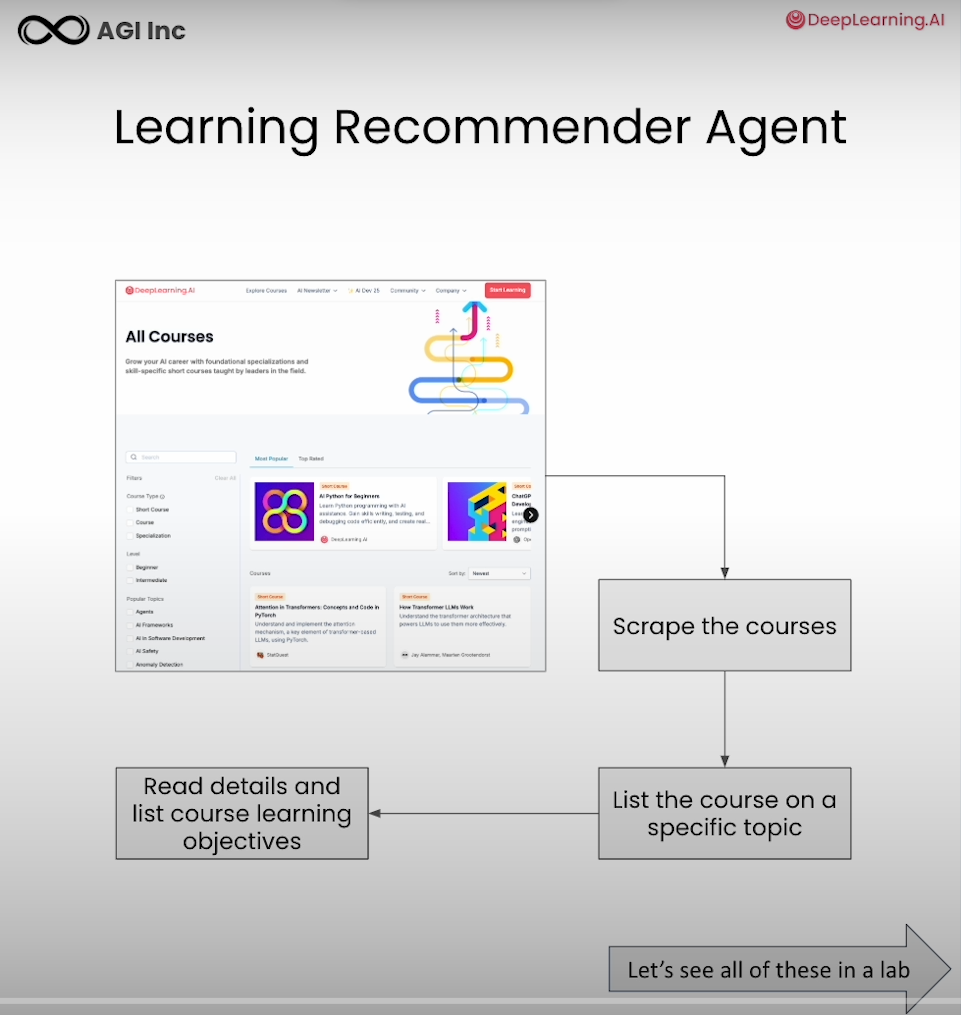 AGI Inc
DeepLearning.AI
Learning Recommender Agent
DeepLearning.AI
Explore Courses
AI Newsletter
AI Dev 25
Community
Company
Start Learning
All Courses
Grow your AI career with foundational specializations and
skill-specific short courses taught by leaders in the field.
Search
Filters
Clear All
Course Type
Short Course
Course
Specialization
Level
Beginner
Intermediate
Popular Topics
Agents
AI Frameworks
AI in Software Development
AI Safety
Anomaly Detection
Most Popular
Top Rated
Short Course
AI Python for Beginners
Learn Python programming with AI
assistance. Gain skills writing, testing, and
debugging code efficiently, and create real...
DeepLearning.AI
Short Co
ChatGP
Develo
Lea
engin
prompti
Ope
Courses
Sort by:
Newest
Short Course
Attention in Transformers: Concepts and Code in
PyTorch
Understand and implement the attention
mechanism, a key element of transformer-based
LLMs, using PyTorch.
StatQuest
Short Course
How Transformer LLMs Work
Understand the transformer architecture that
powers LLMs to use them more effectively.
Jay Alammar, Maarten Grootendorst
Scrape the courses
List the course on a
specific topic
Read details and
list course learning
objectives
Let's see all of these in a lab